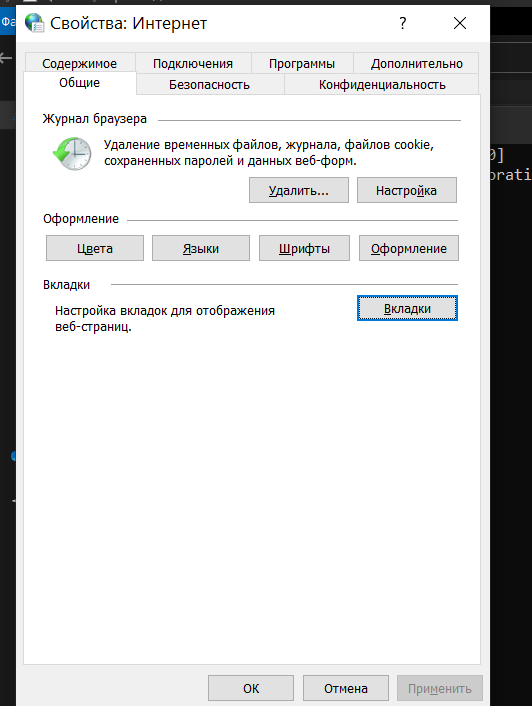 Фа
Свойства: Интернет
?
Содержимое Подключения Программы Дополнительно
Общие Безопасность Конфиденциальность
Журнал браузера
Удаление временных файлов, журнала, файлов cookie,
сохраненных паролей и данных веб-форм.
Удалить... Настройка
Оформление
Цвета Языки Шрифты Оформление
Вкладки
Настройка вкладок для отображения
веб-страниц.
Вкладки
ОК Отмена Применить
0]
orati